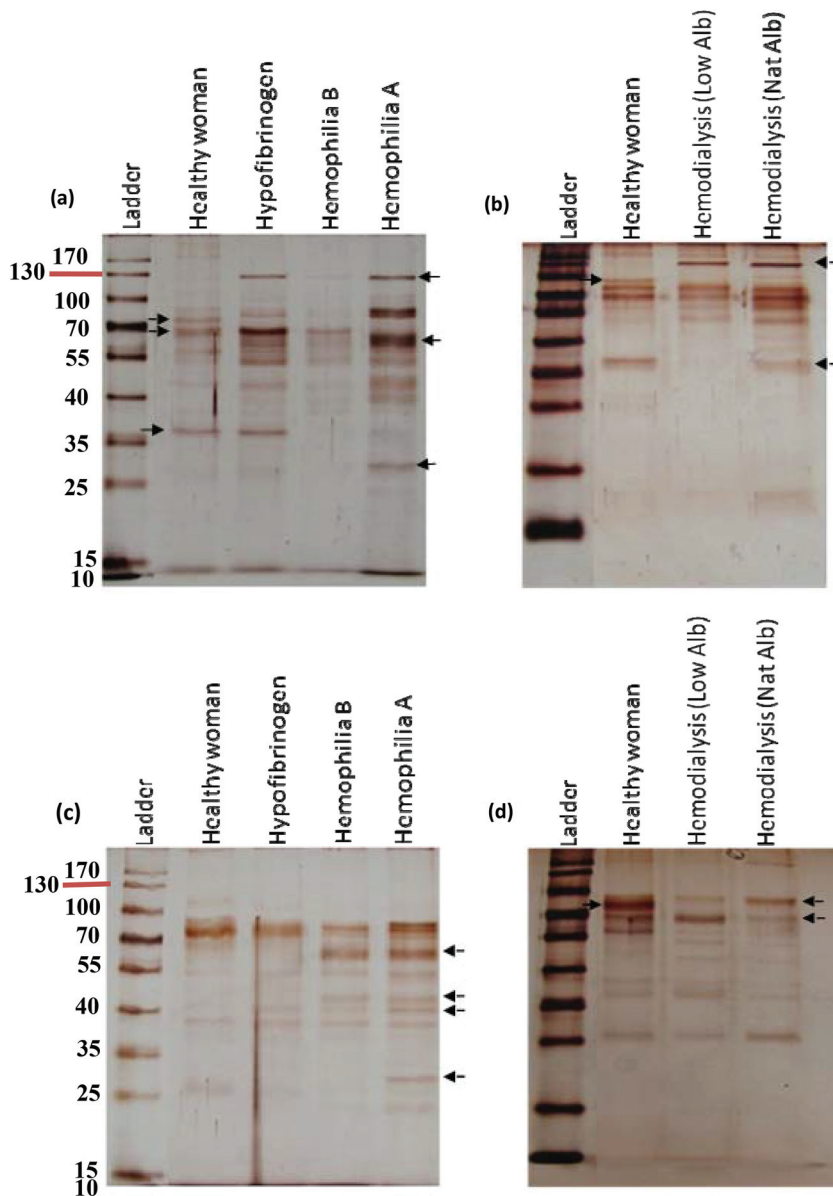 (a)
Ladder
Healthy woman
Hypofibrinogen
Hemophilia B
Hemophilia A
170
130
100
70
55
40
35
25
15
10
(b)
Ladder
Healthy woman
Hemodialysis (Low Alb)
Hemodialysis (Nat Alb)
(c)
Ladder
Healthy woman
Hypofibrinogen
Hemophilia B
Hemophilia A
170
130
100
70
55
40
35
25
15
10
(d)
Ladder
Healthy woman
Hemodialysis (Low Alb)
Hemodialysis (Nat Alb)